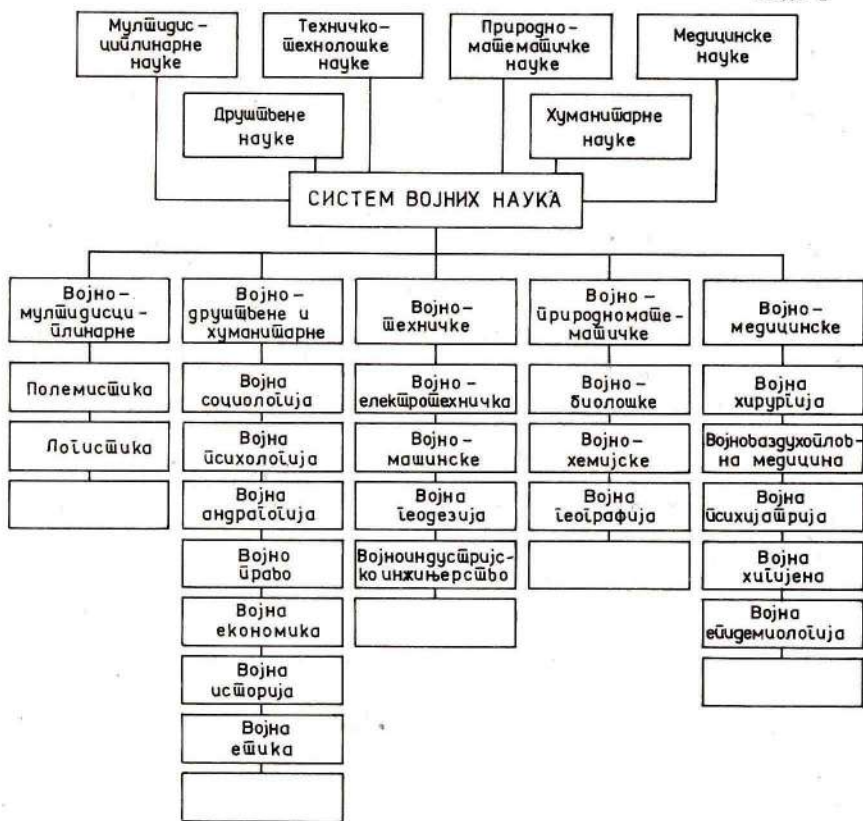 Мултидис-
циплинарне
науке
Техничко-
технолошке
науке
Природно-
математичке
науке
Медицинске
науке
Друштвене
науке
Хуманитарне
науке
СИСТЕМ ВОЈНИХ НАУКА
Војно-
мултидисци-
плинарне
Војно-
друштвене и
хуманитарне
Војно-
техничке
Војно-
природномате-
матичке
Војно-
медицинске
Полемистика
Логистика
Војна
социологија
Војна
психологија
Војна
андрагогија
Војно
право
Војна
економика
Војна
историја
Војна
етика
Војно-
електротехничка
Војно-
машинске
Војна
геодезија
Војноиндустријс-
ко инжињерство
Војно-
биолошке
Војно-
хемијске
Војна
географија
Војна
хирургија
Војноваздухоплов-
на медицина
Војна
психијатрија
Војна
хигијена
Војна
епидемиологија